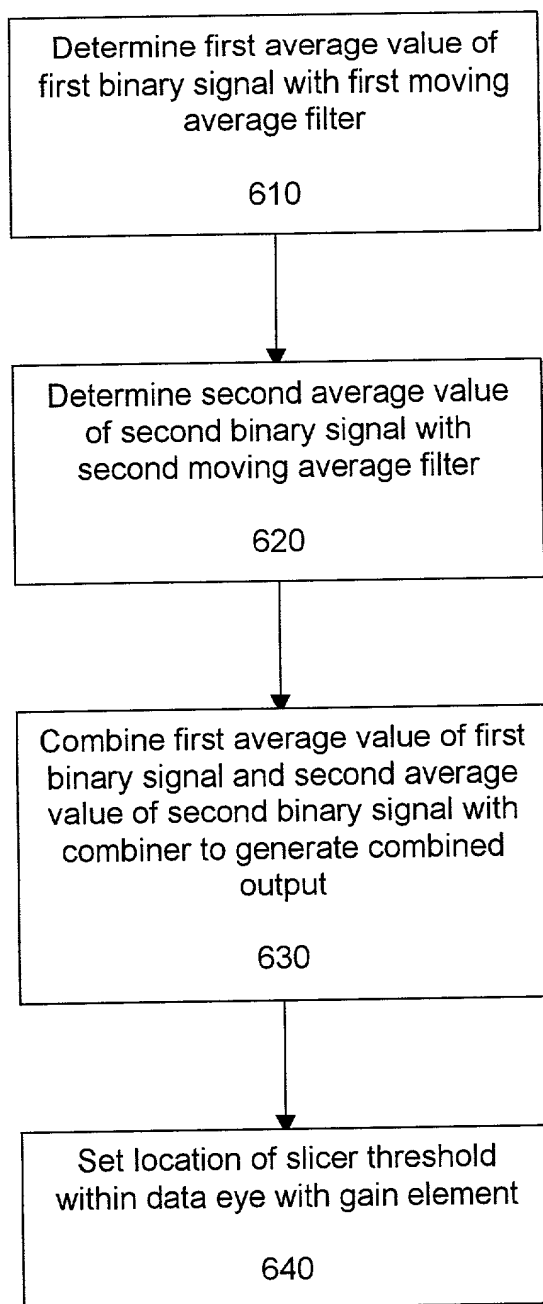 Determine first average value of
first binary signal with first moving
average filter
610
Determine second average value
of second binary signal with
second moving average filter
620
Combine first average value of first
binary signal and second average
value of second binary signal with
combiner to generate combined
output
630
Set location of slicer threshold
within data eye with gain element
640